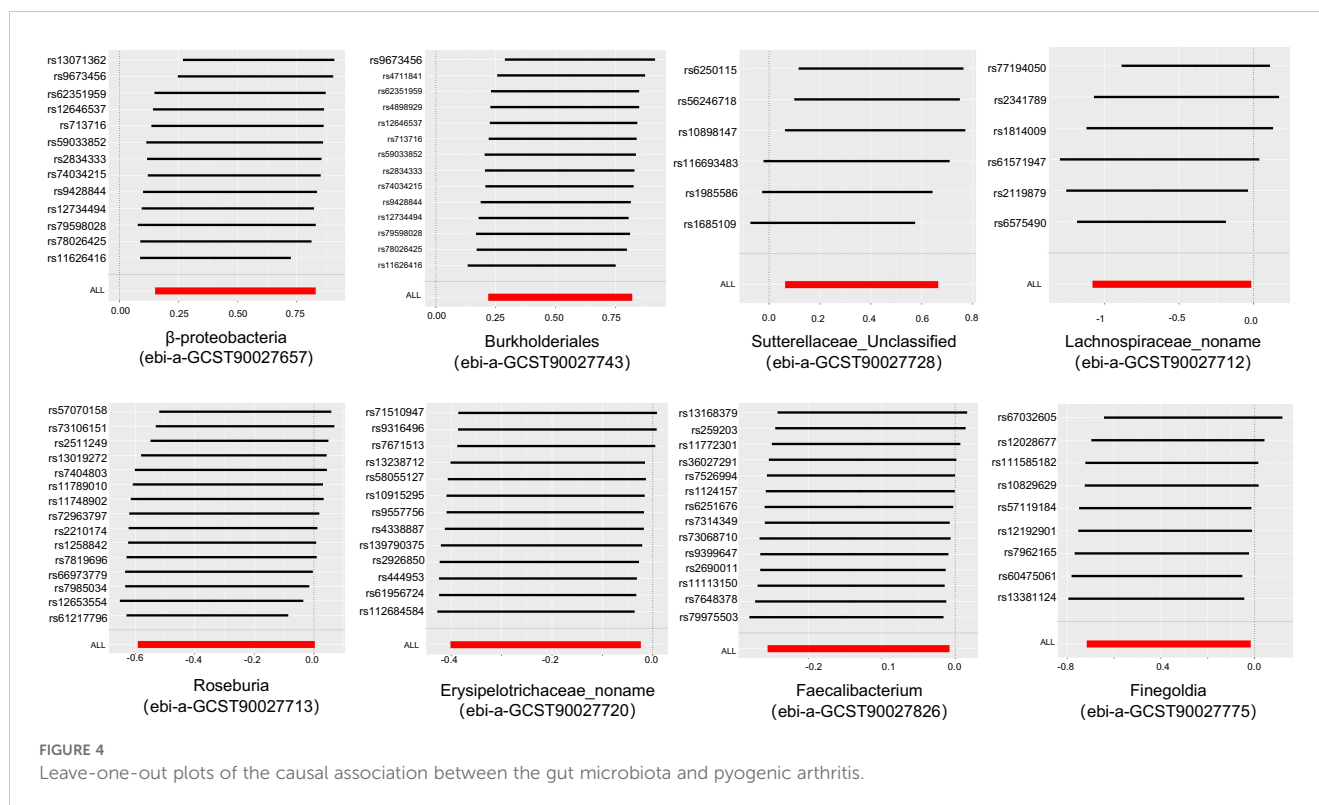 rs13071362
rs9673456
rs62351959
rs12646537
rs713716
rs59033852
rs2834333
rs74034215
rs9428844
rs12734494
rs79598028
rs78026425
rs11626416
ALL
0.00 0.25 0.50 0.75
β-proteobacteria
(ebi-a-GCST90027657)
rs9673456
rs4711841
rs62351959
rs4898929
rs12646537
rs713716
rs59033852
rs2834333
rs74034215
rs9428844
rs12734494
rs79598028
rs78026425
rs11626416
ALL
0.00 0.25 0.50 0.75
Burkholderiales
(ebi-a-GCST90027743)
rs6250115
rs56246718
rs10898147
rs116693483
rs1985586
rs1685109
ALL
0.0 0.2 0.4 0.6 0.8
Sutterellaceae_Unclassified
(ebi-a-GCST90027728)
rs77194050
rs2341789
rs1814009
rs61571947
rs2119879
rs6575490
ALL
-1 -0.5 0.0
Lachnospiraceae_noname
(ebi-a-GCST90027712)
rs57070158
rs73106151
rs2511249
rs13019272
rs7404803
rs11789010
rs11748902
rs72963797
rs2210174
rs1258842
rs7819696
rs66973779
rs7985034
rs12653554
rs61217796
ALL
-0.6 -0.4 -0.2 0.0
Roseburia
(ebi-a-GCST90027713)
rs71510947
rs9316496
rs7671513
rs13238712
rs58055127
rs10915295
rs9557756
rs4338887
rs139790375
rs2926850
rs444953
rs61956724
rs112684584
ALL
-0.4 -0.2 0.0
Erysipelotrichaceae_noname
(ebi-a-GCST90027720)
rs13168379
rs259203
rs11772301
rs36027291
rs7526994
rs1124157
rs6251676
rs7314349
rs73068710
rs9399647
rs2690011
rs11113150
rs7648378
rs79975503
ALL
-0.2 0.1 0.0
Faecalibacterium
(ebi-a-GCST90027826)
rs67032605
rs12028677
rs111585182
rs10829629
rs57119184
rs12192901
rs7962165
rs60475061
rs13381124
ALL
-0.8 0.4 0.0
Finegoldia
(ebi-a-GCST90027775)
FIGURE 4
Leave-one-out plots of the causal association between the gut microbiota and pyogenic arthritis.